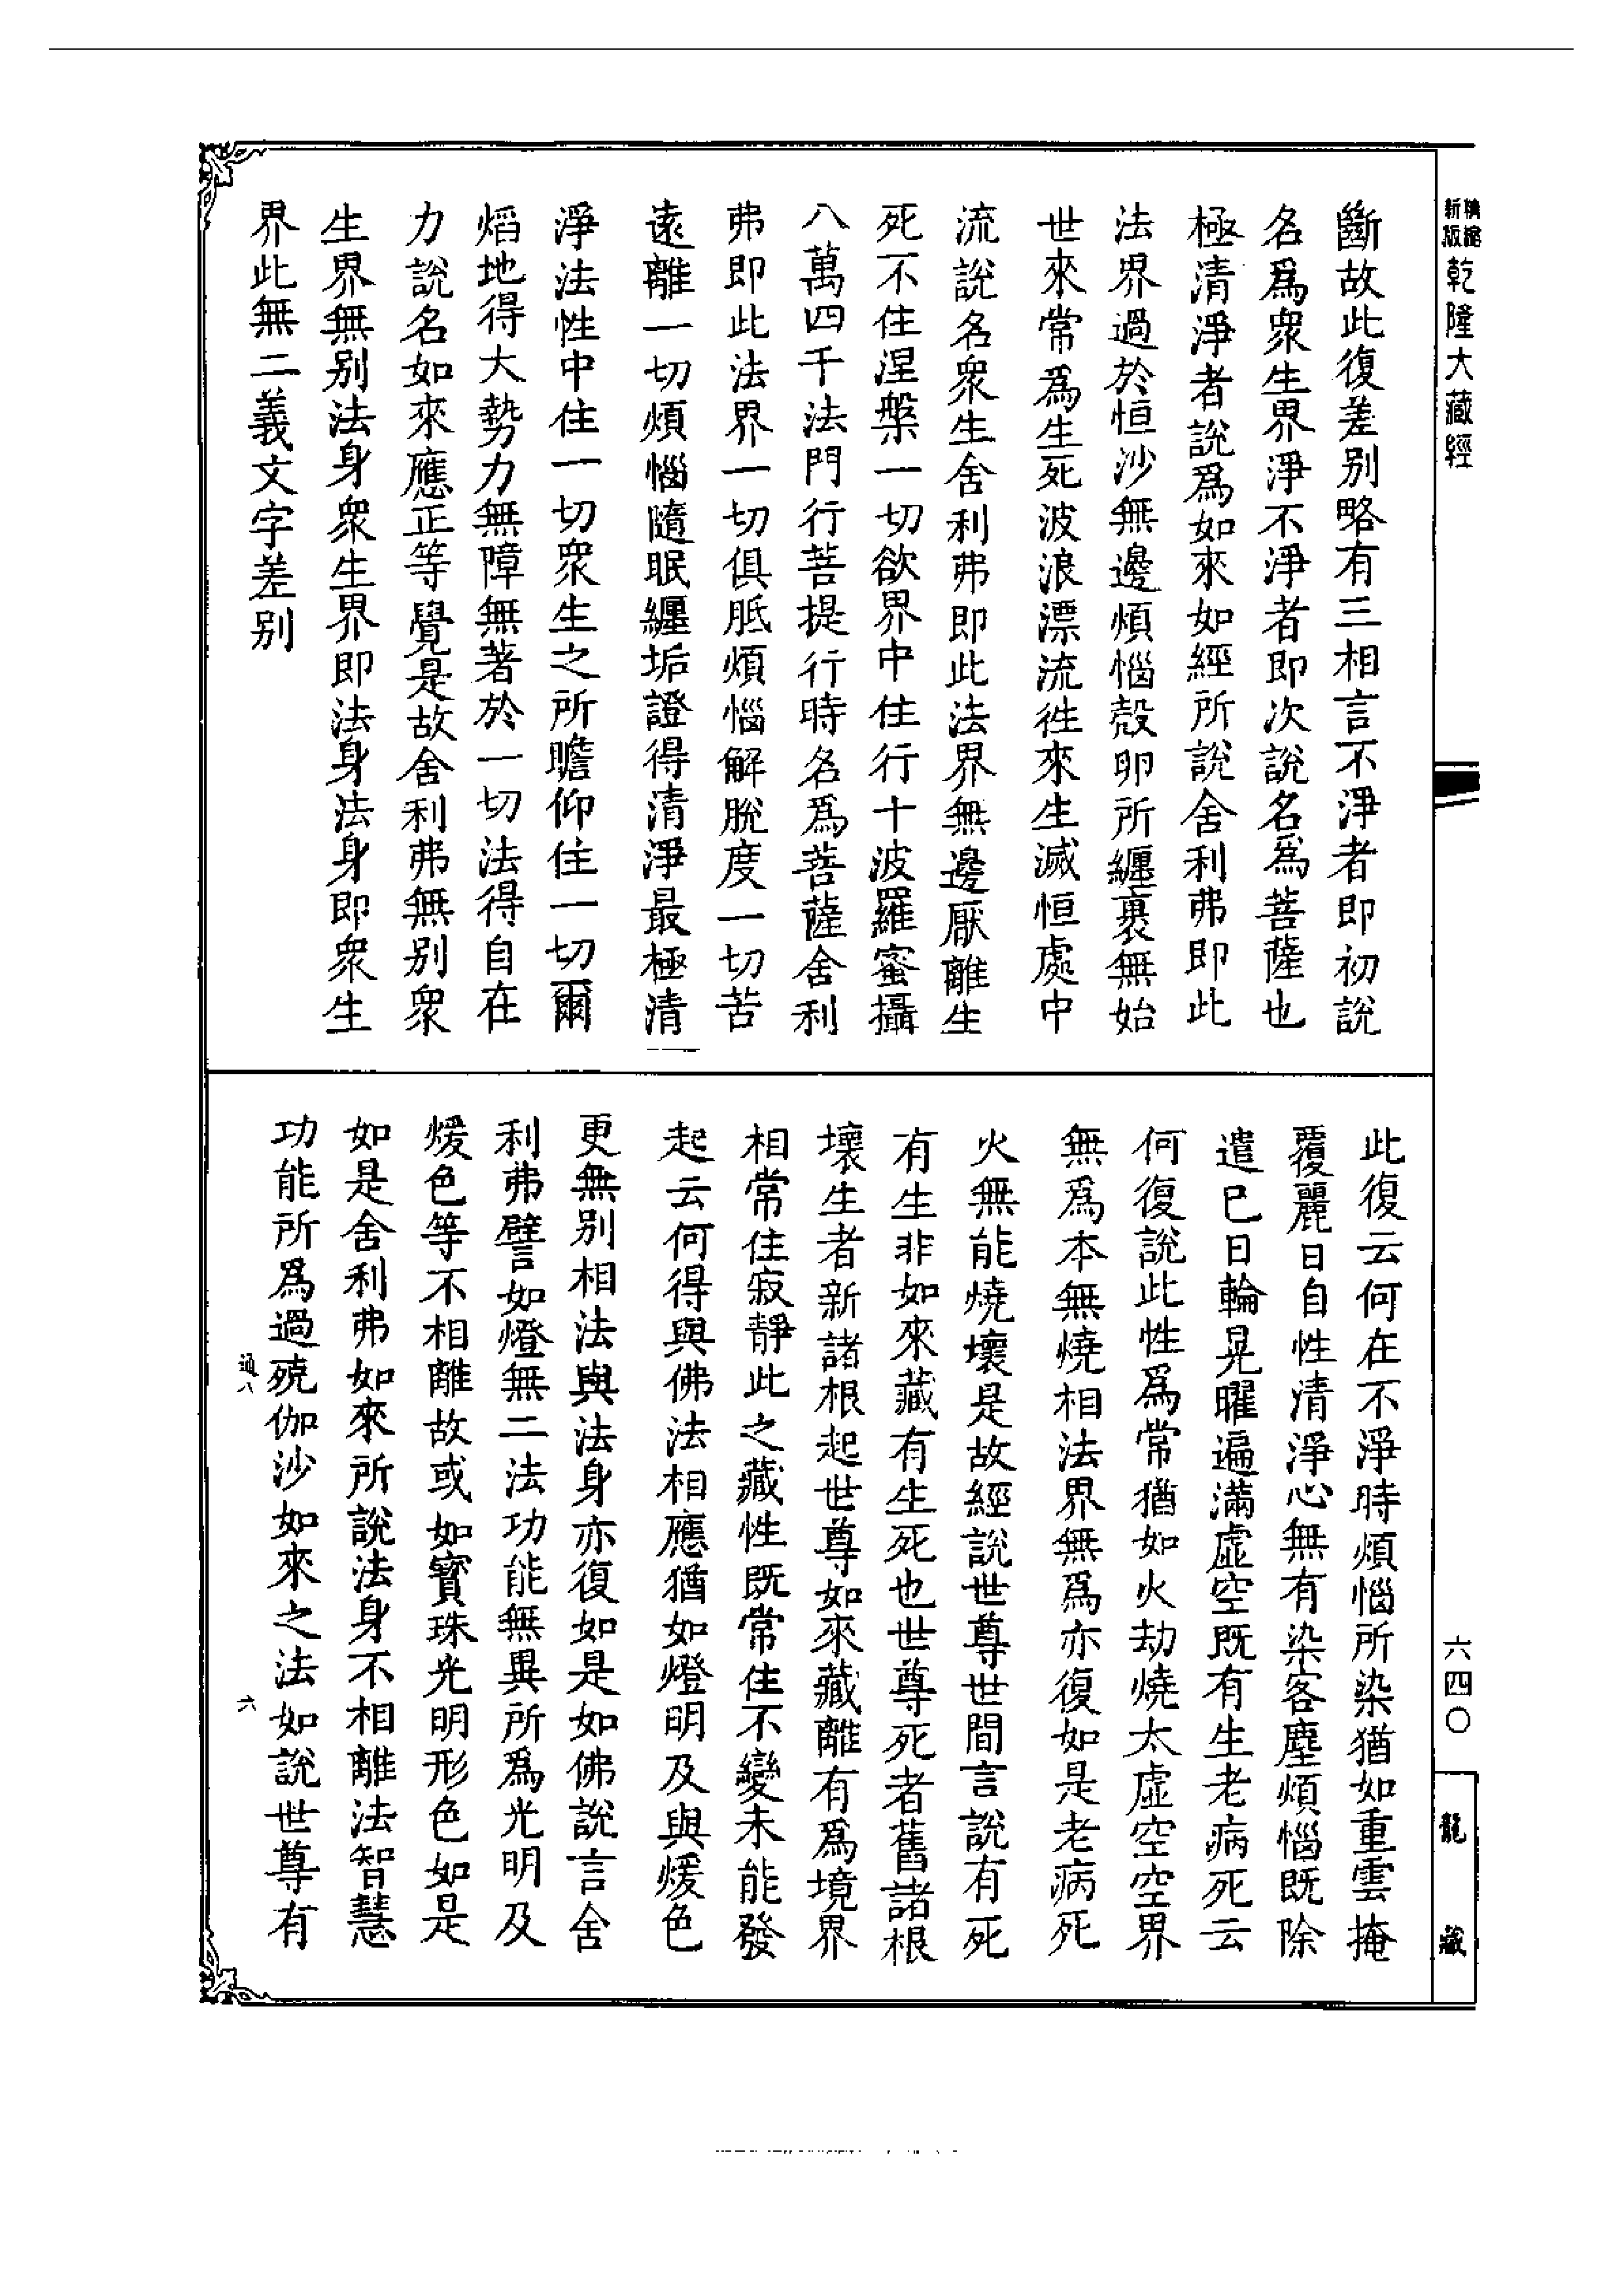 新版 精縮 乾隆大藏經
六四〇
龍藏
斷故此復差别略有三相言不淨者即初說
名爲衆生界淨不淨者即次說名爲菩薩也
極清淨者說爲如來如經所說舍利弗即此
法界過於恒沙無邊煩惱殼卵所纏裹無始
世來常爲生死波浪漂流徃來生滅恒處中
流說名衆生舍利弗即此法界無邊厭離生
死不住涅槃一切欲界中住行十波羅蜜攝
八萬四千法門行菩提行時名爲菩薩舍利
弗即此法界一切俱胝煩惱解脫度一切苦
遠離一切煩惱隨眠纏垢證得清淨最極清
淨法性中住一切衆生之所瞻仰住一切爾
焰地得大勢力無障無著於一切法得自在
力說名如來應正等覺是故舍利弗無别衆
生界無别法身衆生界即法身法身即衆生
界此無二義文字差别
此復云何在不淨時煩惱所染猶如重雲掩
覆麗日自性清淨心無有染客塵煩惱既除
遣已日輪晃曜遍滿虛空既有生老病死云
何復說此性爲常猶如火劫燒太虛空空界
無爲本無燒相法界無爲亦復如是老病死
火無能燒壞是故經說世尊世間言說有死
有生非如來藏有生死也世尊死者舊諸根
壞生者新諸根起世尊如來藏離有爲境界
相常住寂靜此之藏性既常住不變未能發
起云何得與佛法相應猶如燈明及與煖色
更無别相法與法身亦復如是如佛說言舍
利弗譬如燈無二法功能無異所爲光明及
煖色等不相離故或如寳珠光明形色如是
如是舍利弗如來所說法身不相離法智慧
功能所爲過殑伽沙如來之法如說世尊有
通八
六